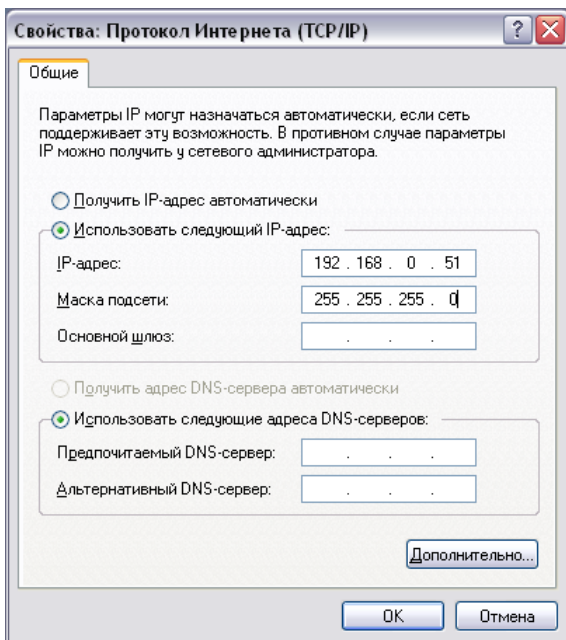 Свойства: Протокол Интернета (TCP/IP)
Общие
Параметры IP могут назначаться автоматически, если сеть
поддерживает эту возможность. В противном случае параметры
IP можно получить у сетевого администратора.
Получить IP-адрес автоматически
Использовать следующий IP-адрес:
IP-адрес: 192 . 168 . 0 . 51
Маска подсети: 255 . 255 . 255 . 0
Основной шлюз: . . .
Получить адрес DNS-сервера автоматически
Использовать следующие адреса DNS-серверов:
Предпочитаемый DNS-сервер: . . .
Альтернативный DNS-сервер: . . .
Дополнительно...
OK Отмена